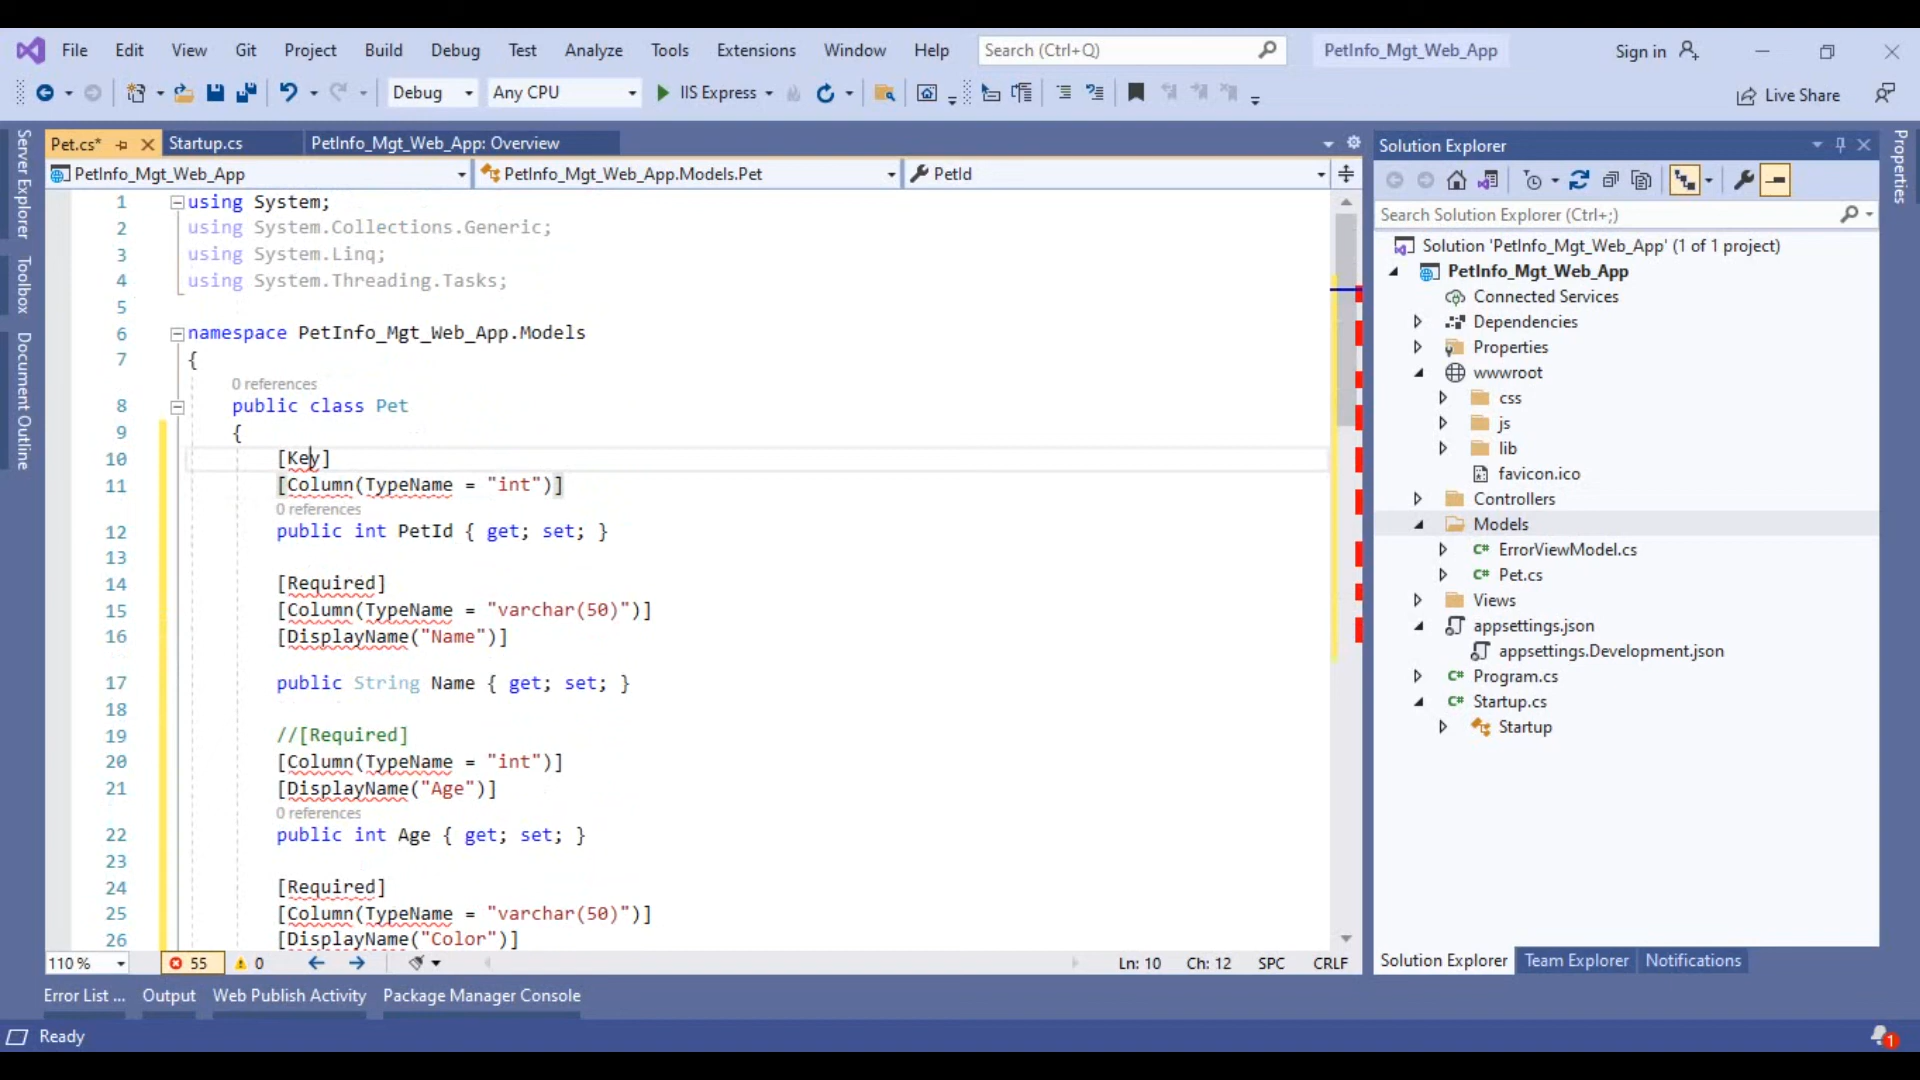 File Edit View Git Project Build Debug Test Analyze Tools Extensions Window Help Search (Ctrl+Q) PetInfo_Mgt_Web_App Sign in
Debug Any CPU IIS Express Live Share
Server Explorer
Toolbox
Document Outline
Pet.cs* Startup.cs PetInfo_Mgt_Web_App: Overview
PetInfo_Mgt_Web_App PetInfo_Mgt_Web_App.Models.Pet PetId
1 using System;
2 using System.Collections.Generic;
3 using System.Linq;
4 using System.Threading.Tasks;
5
6 namespace PetInfo_Mgt_Web_App.Models
7 {
0 references
8 public class Pet
9 {
10 [Key]
11 [Column(TypeName = "int")]
0 references
12 public int PetId { get; set; }
13
14 [Required]
15 [Column(TypeName = "varchar(50)")]
16 [DisplayName("Name")]
17 public String Name { get; set; }
18
19 //[Required]
20 [Column(TypeName = "int")]
21 [DisplayName("Age")]
0 references
22 public int Age { get; set; }
23
24 [Required]
25 [Column(TypeName = "varchar(50)")]
26 [DisplayName("Color")]
110 % 55 0 Ln: 10 Ch: 12 SPC CRLF
Solution Explorer
Search Solution Explorer (Ctrl+;)
Solution 'PetInfo_Mgt_Web_App' (1 of 1 project)
PetInfo_Mgt_Web_App
Connected Services
Dependencies
Properties
wwwroot
css
js
lib
favicon.ico
Controllers
Models
C# ErrorViewModel.cs
C# Pet.cs
Views
appsettings.json
appsettings.Development.json
C# Program.cs
C# Startup.cs
Startup
Solution Explorer Team Explorer Notifications
Properties
Error List ... Output Web Publish Activity Package Manager Console
Ready 1